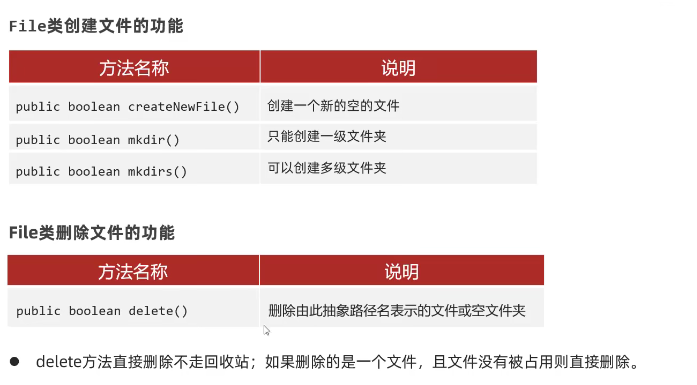 File类创建文件的功能
方法名称 说明
public boolean createNewFile() 创建一个新的空的文件
public boolean mkdir() 只能创建一级文件夹
public boolean mkdirs() 可以创建多级文件夹
File类删除文件的功能
方法名称 说明
public boolean delete() 删除由此抽象路径名表示的文件或空文件夹
● delete方法直接删除不走回收站；如果删除的是一个文件，且文件没有被占用则直接删除。